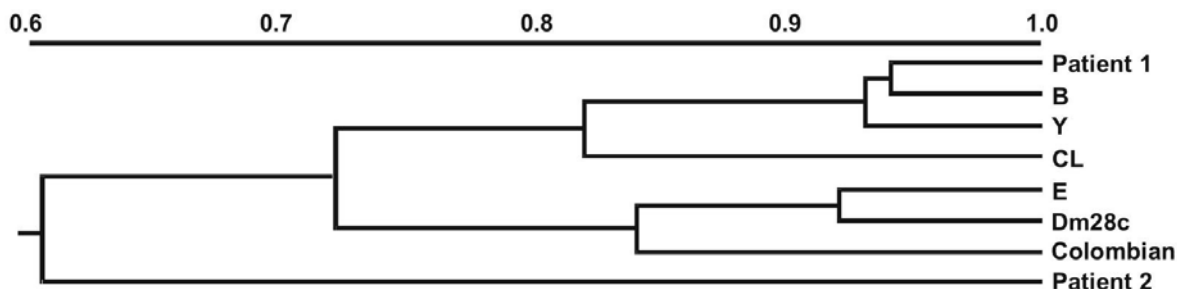 0.6 0.7 0.8 0.9 1.0
Patient 1
B
Y
CL
E
Dm28c
Colombian
Patient 2